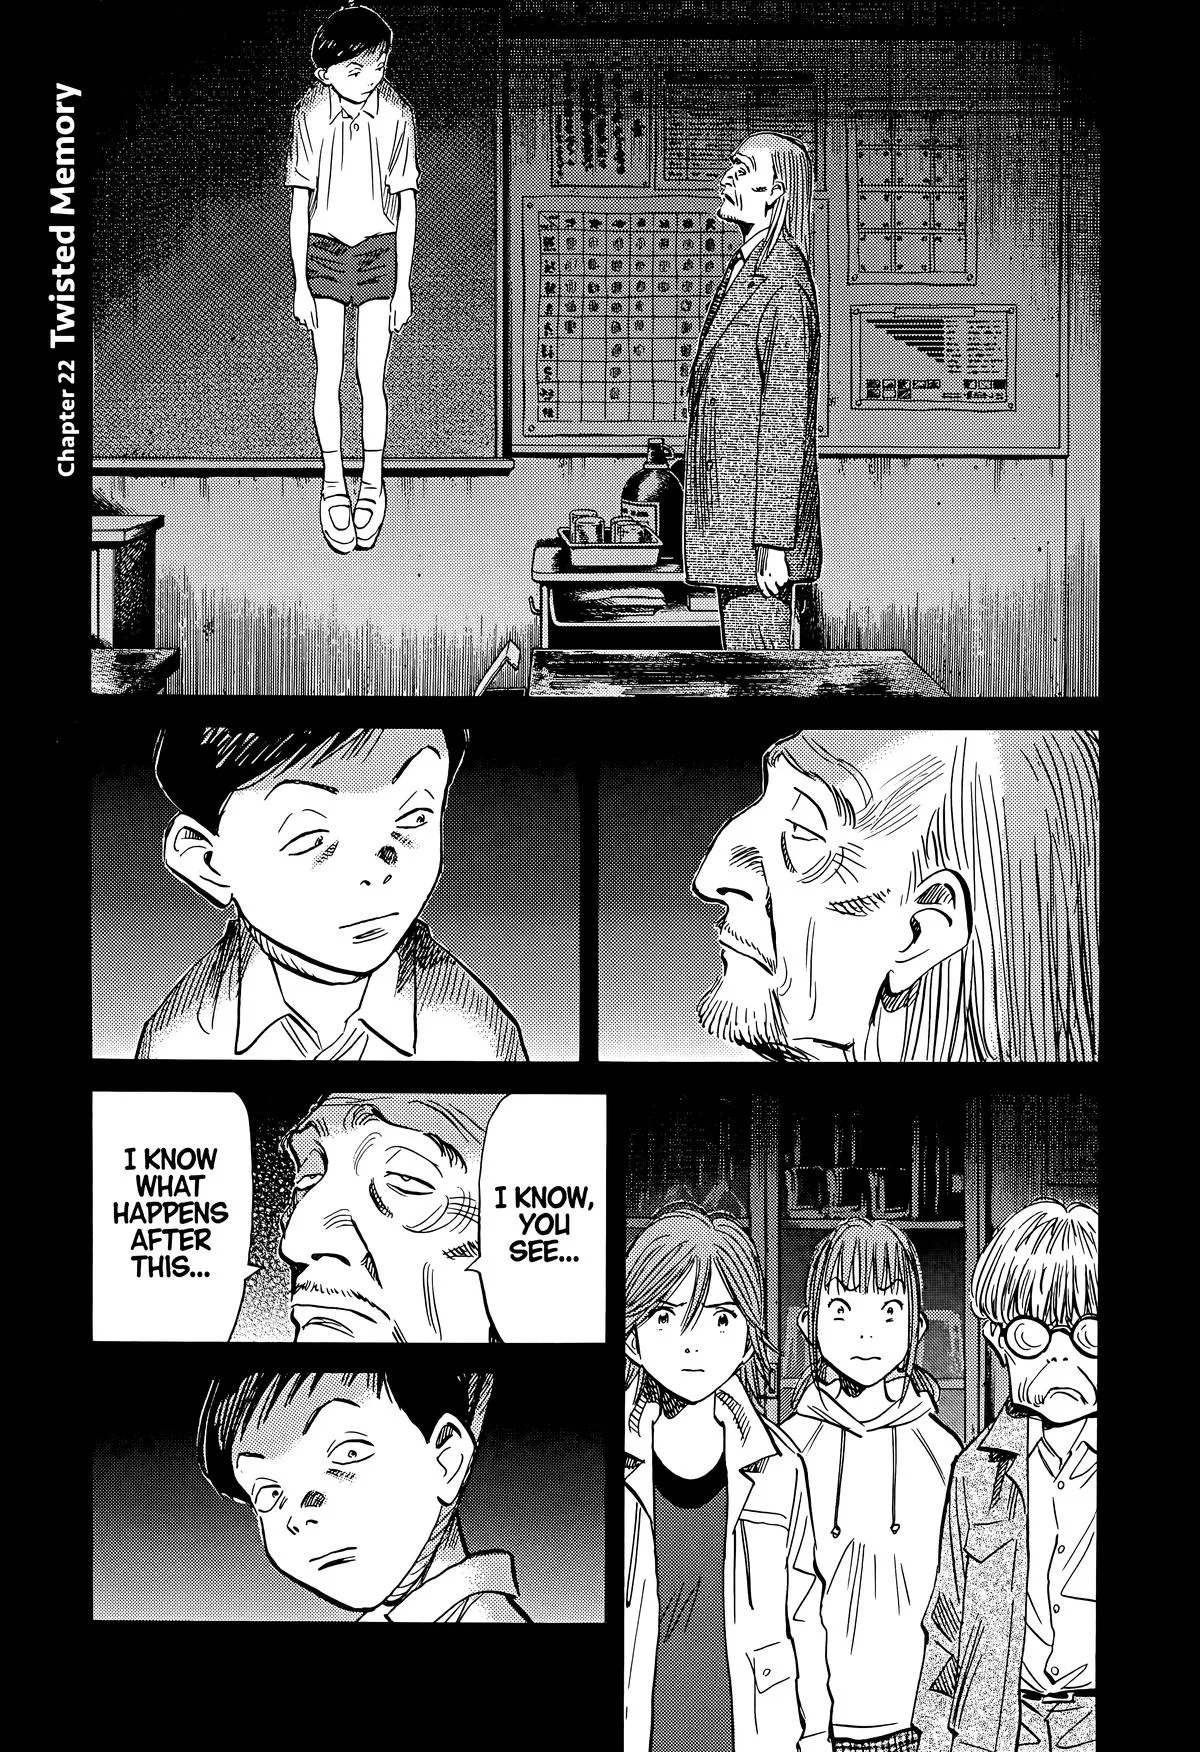 Chapter 22 Twisted Memory
I KNOW,
YOU
SEE...
I KNOW
WHAT
HAPPENS
AFTER
THIS...